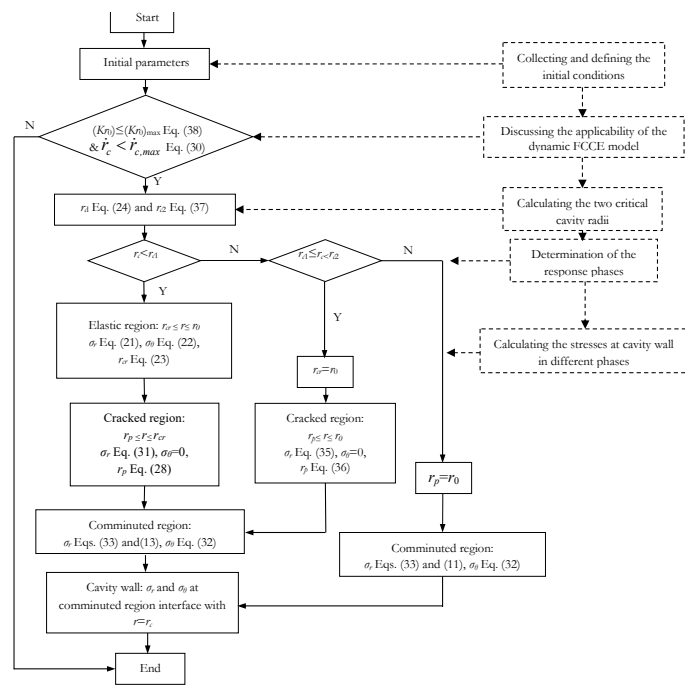 Start
Initial parameters
Collecting and defining the
initial conditions
N
(Kr₀)≤(Kr₀)max Eq. (38)
& ṙc < ṙc,max Eq. (30)
Discussing the applicability of the
dynamic FCCE model
Y
rc1 Eq. (24) and rc2 Eq. (37)
Calculating the two critical
cavity radii
rc<rc1
N
rc1≤rc<rc2
N
Determination of the
response phases
Y
Y
Elastic region: rcr ≤ r≤ r0
σr Eq. (21), σθ Eq. (22),
rcr Eq. (23)
Calculating the stresses at cavity wall
in different phases
rcr=r0
Cracked region:
rp ≤r≤rcr
σr Eq. (31), σθ=0,
rp Eq. (28)
Cracked region:
rp≤ r≤ r0
σr Eq. (35), σθ=0,
rp Eq. (36)
rp=r0
Comminuted region:
σr Eqs. (33) and(13), σθ Eq. (32)
Comminuted region:
σr Eqs. (33) and (11), σθ Eq. (32)
Cavity wall: σr and σθ at
comminuted region interface with
r=rc
End